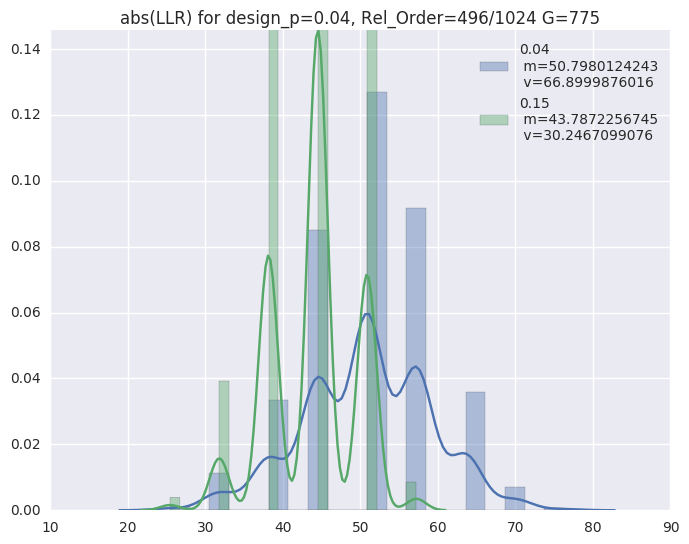 abs(LLR) for design_p=0.04, Rel_Order=496/1024 G=775
0.04
m=50.7980124243
v=66.8999876016
0.15
m=43.7872256745
v=30.2467099076
0.14
0.12
0.10
0.08
0.06
0.04
0.02
0.00
10 20 30 40 50 60 70 80 90